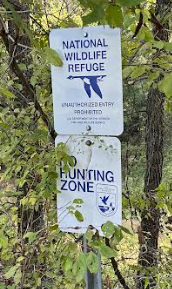 NATIONAL
WILDLIFE
REFUGE
UNAUTHORIZED ENTRY
PROHIBITED
HUNTING
ZONE